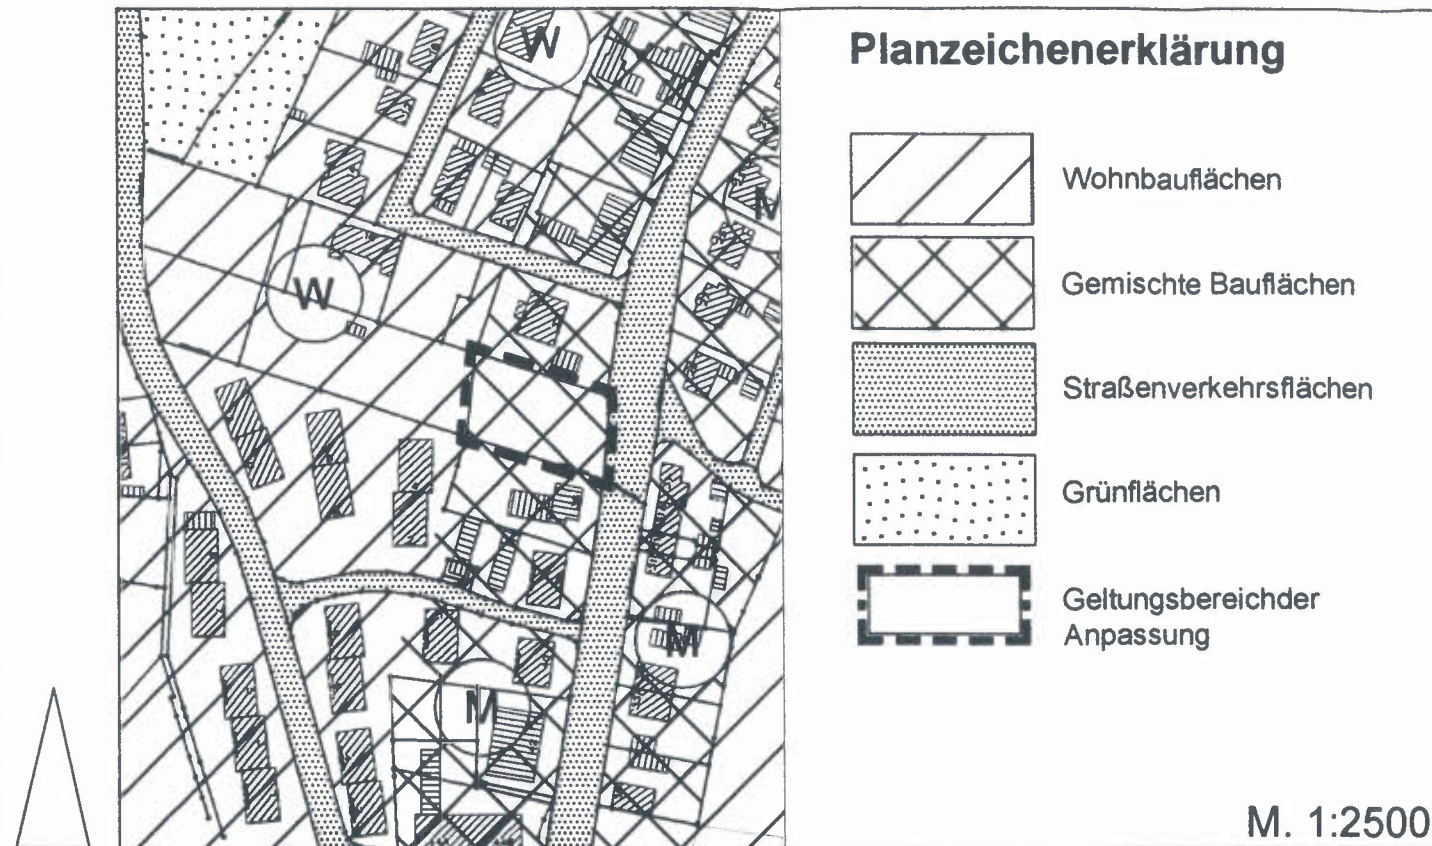 W
M
W
M
M
Planzeichenerklärung
Wohnbauflächen
Gemischte Bauflächen
Straßenverkehrsflächen
Grünflächen
Geltungsbereichder
Anpassung
M. 1:2500